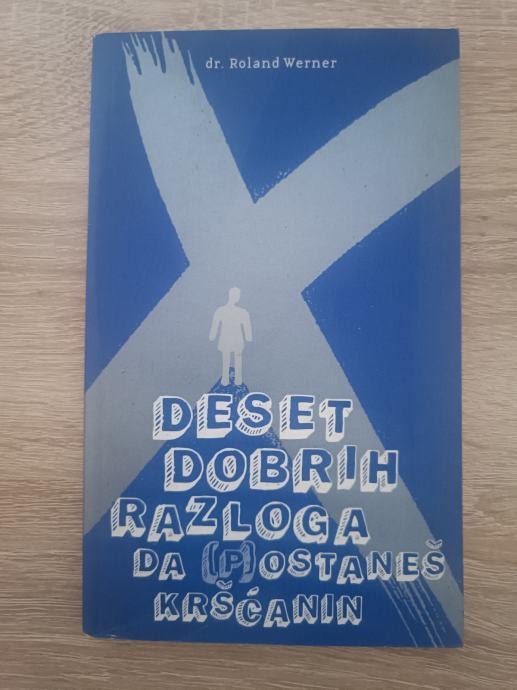 dr. Roland Werner
DESET
DOBRIH
RAZLOGA
DA (P)OSTANEŠ
KRŠĆANIN